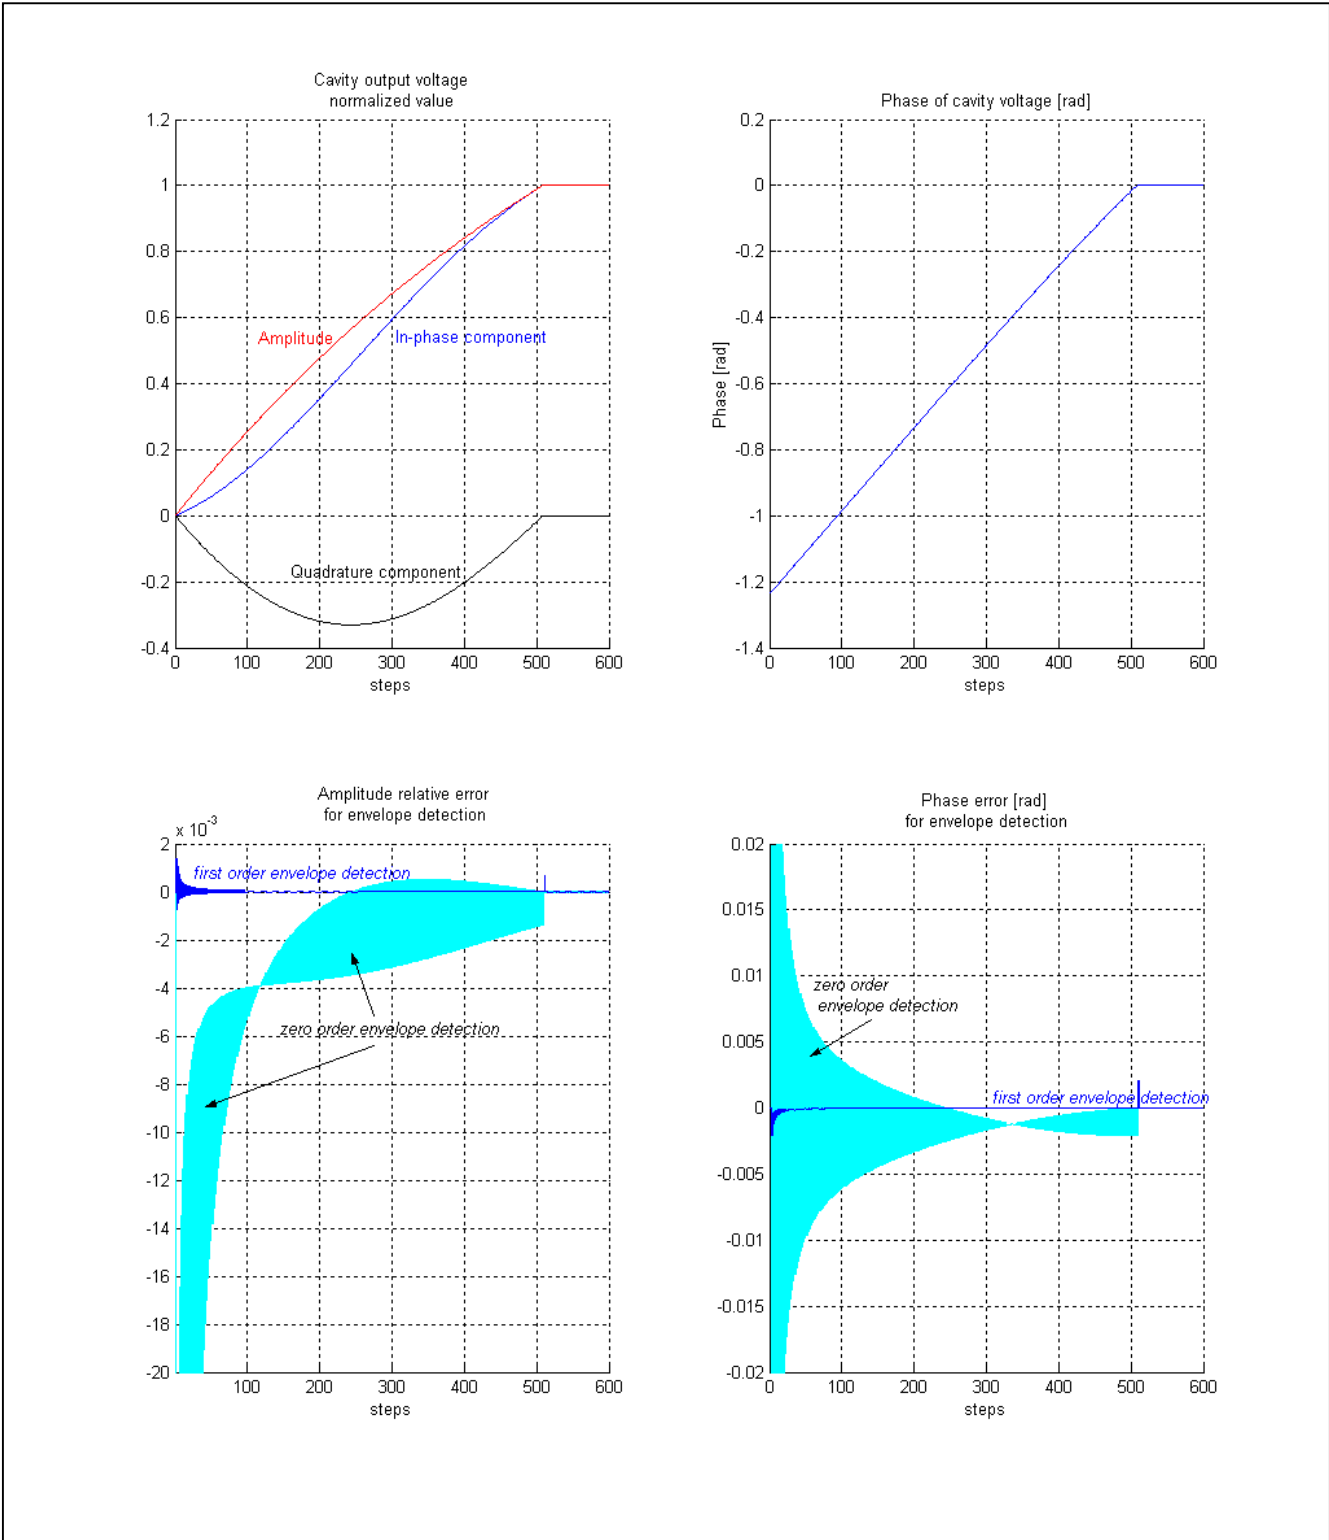 Cavity output voltage
normalized value
1.2
1
0.8
0.6
0.4
0.2
0
-0.2
-0.4
Amplitude
In-phase component
Quadrature component
0 100 200 300 400 500 600
steps
Phase of cavity voltage [rad]
Phase [rad]
0.2
0
-0.2
-0.4
-0.6
-0.8
-1
-1.2
-1.4
0 100 200 300 400 500 600
steps
Amplitude relative error
for envelope detection
x 10⁻³
2
0
-2
-4
-6
-8
-10
-12
-14
-16
-18
-20
first order envelope detection
zero order envelope detection
100 200 300 400 500 600
steps
Phase error [rad]
for envelope detection
0.02
0.015
0.01
0.005
0
-0.005
-0.01
-0.015
-0.02
zero order
envelope detection
first order envelope detection
0 100 200 300 400 500 600
steps